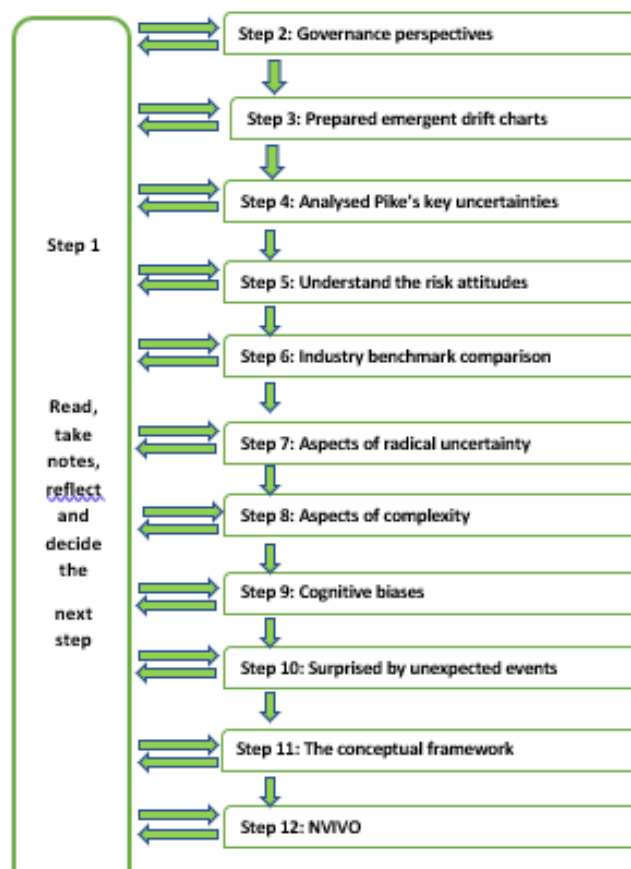 Step 1
Read,
take
notes,
reflect
and
decide
the
next
step
Step 2: Governance perspectives
Step 3: Prepared emergent drift charts
Step 4: Analysed Pike's key uncertainties
Step 5: Understand the risk attitudes
Step 6: Industry benchmark comparison
Step 7: Aspects of radical uncertainty
Step 8: Aspects of complexity
Step 9: Cognitive biases
Step 10: Surprised by unexpected events
Step 11: The conceptual framework
Step 12: NVIVO